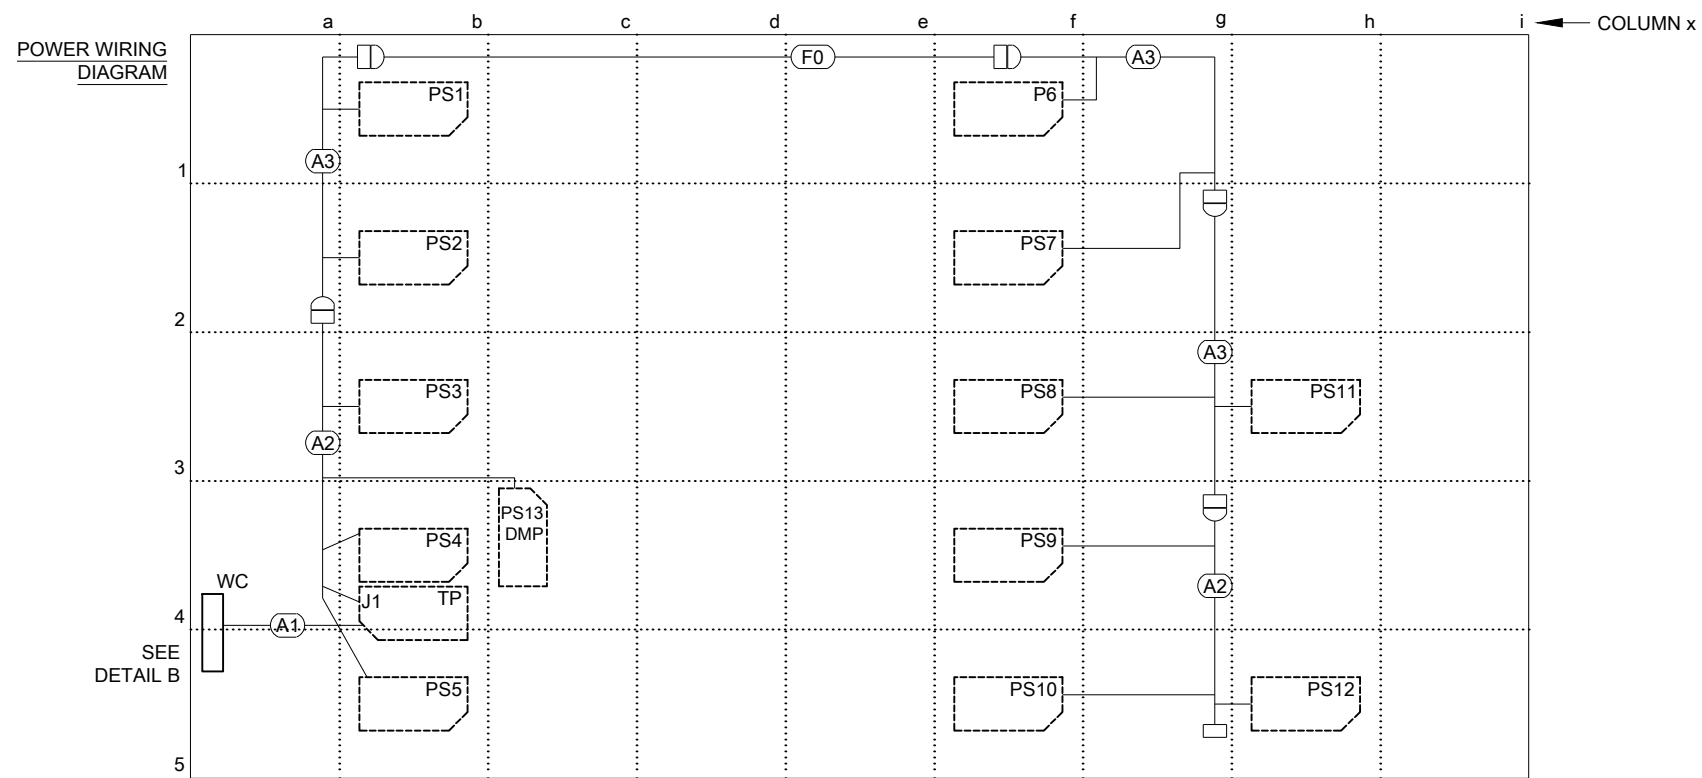 a b c d e f g h i COLUMN x
POWER WIRING
DIAGRAM
F0 A3
PS1 P6
A3
1
PS2 PS7
2
A3
PS3 PS8 PS11
A2
3
PS13
DMP
PS4 PS9
WC A2
J1 TP
4 A1
SEE
DETAIL B
PS5 PS10 PS12
5